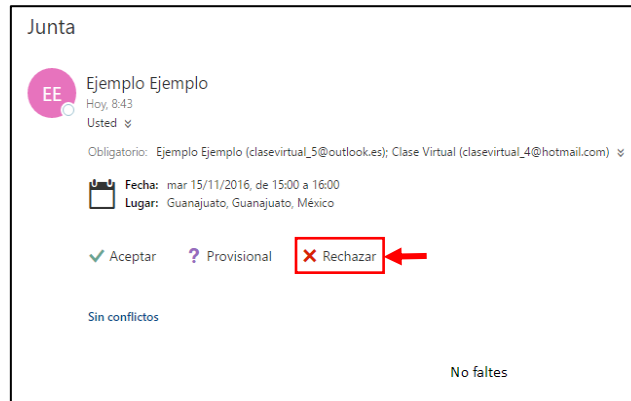 Junta
EE
Ejemplo Ejemplo
Hoy, 8:43
Usted
Obligatorio: Ejemplo Ejemplo (clasevirtual_5@outlook.es); Clase Virtual (clasevirtual_4@hotmail.com)
Fecha: mar 15/11/2016, de 15:00 a 16:00
Lugar: Guanajuato, Guanajuato, México
Aceptar ? Provisional Rechazar
Sin conflictos
No faltes